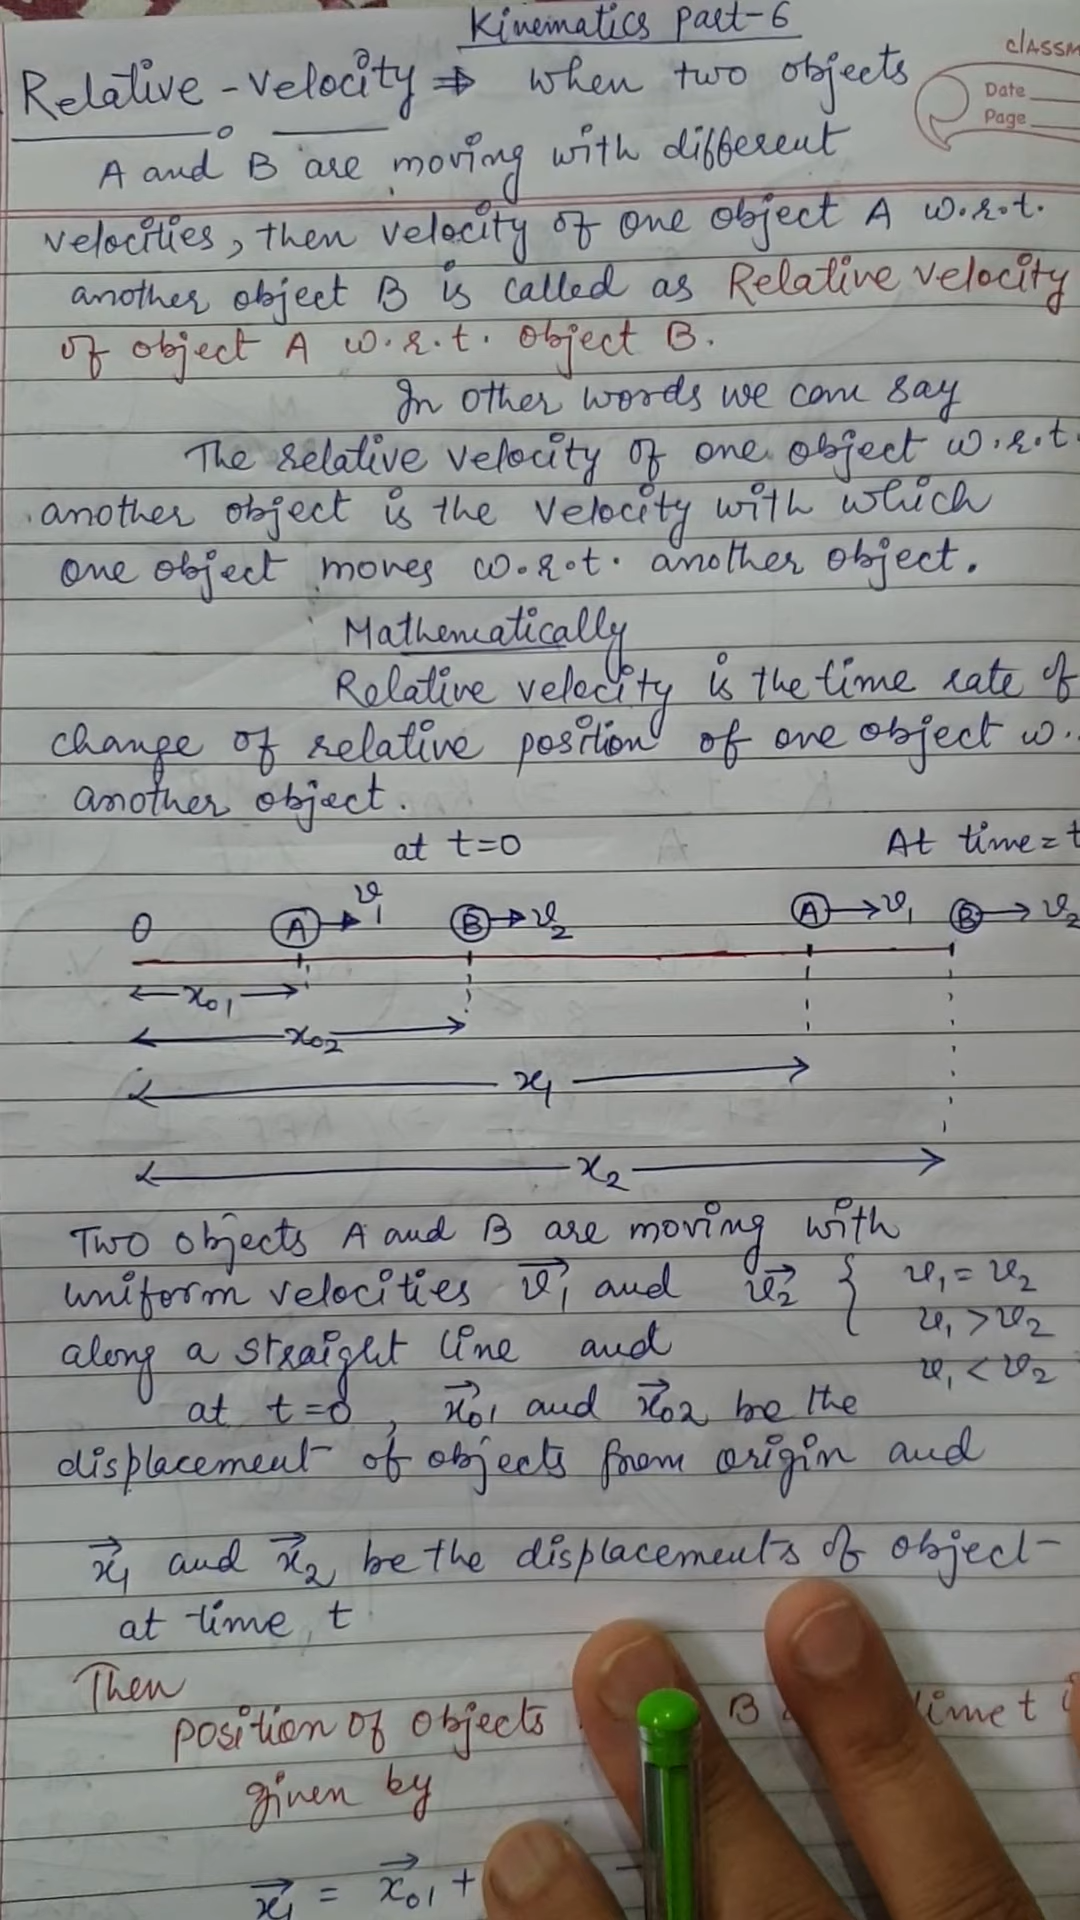 Kinematics Part-6
CLASSM
Date
Page
Relative-velocity ⇒ when two objects
A and B are moving with different
velocities, then velocity of one object A w.r.t.
another object B is called as Relative velocity
of object A w.r.t. object B.
In other words we can say
The relative velocity of one object w.r.t
another object is the velocity with which
one object moves w.r.t. another object.
Mathematically
Relative velocity is the time rate of
change of relative position of one object w.
another object.
at t=0 At time = t
O A → v₁ B → v₂ A → v₁ B → v₂
x₀₁
x₀₂
x₁
x₂
Two objects A and B are moving with
uniform velocities v⃗₁ and v⃗₂ { v₁ = v₂
along a straight line and v₁ > v₂
v₁ < v₂
at t=0, x⃗₀₁ and x⃗₀₂ be the
displacement of objects from origin and
x⃗₁ and x⃗₂ be the displacements of object
at time t
Then
position of objects B time t
given by
x⃗₁ = x⃗₀₁ +